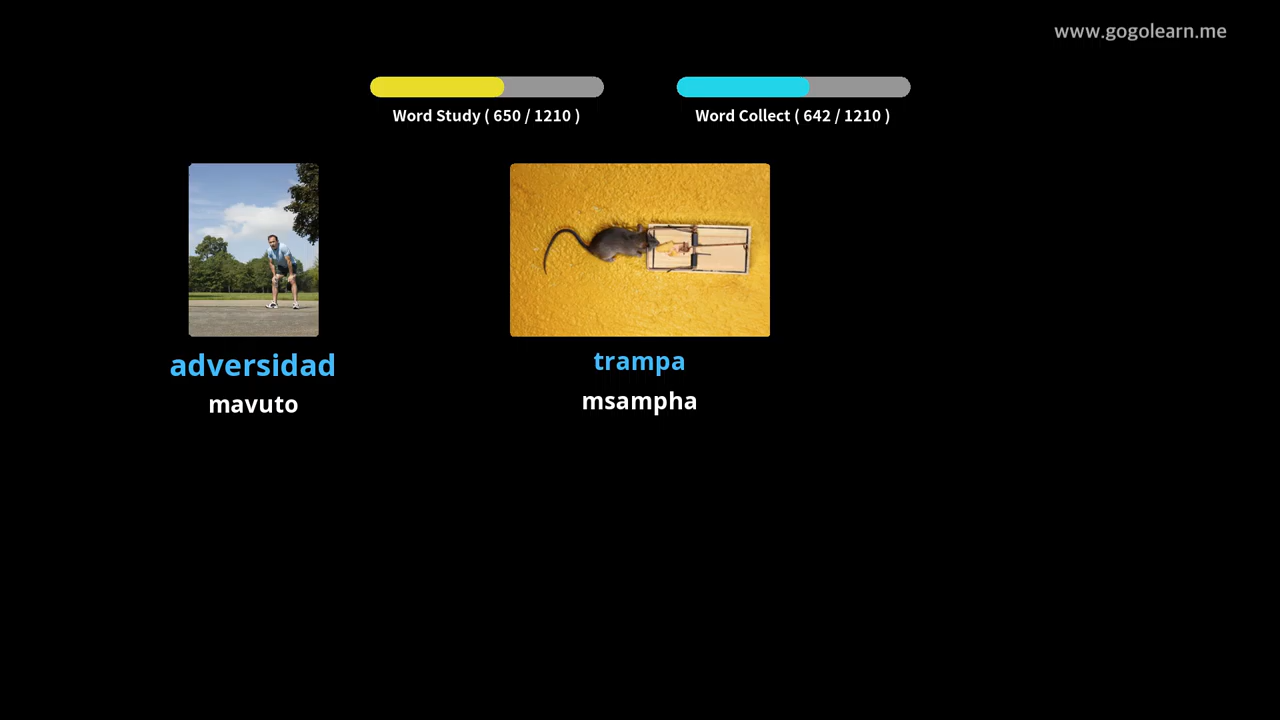 www.gogolearn.me
Word Study ( 650 / 1210 )
Word Collect ( 642 / 1210 )
adversidad
mavuto
trampa
msampha